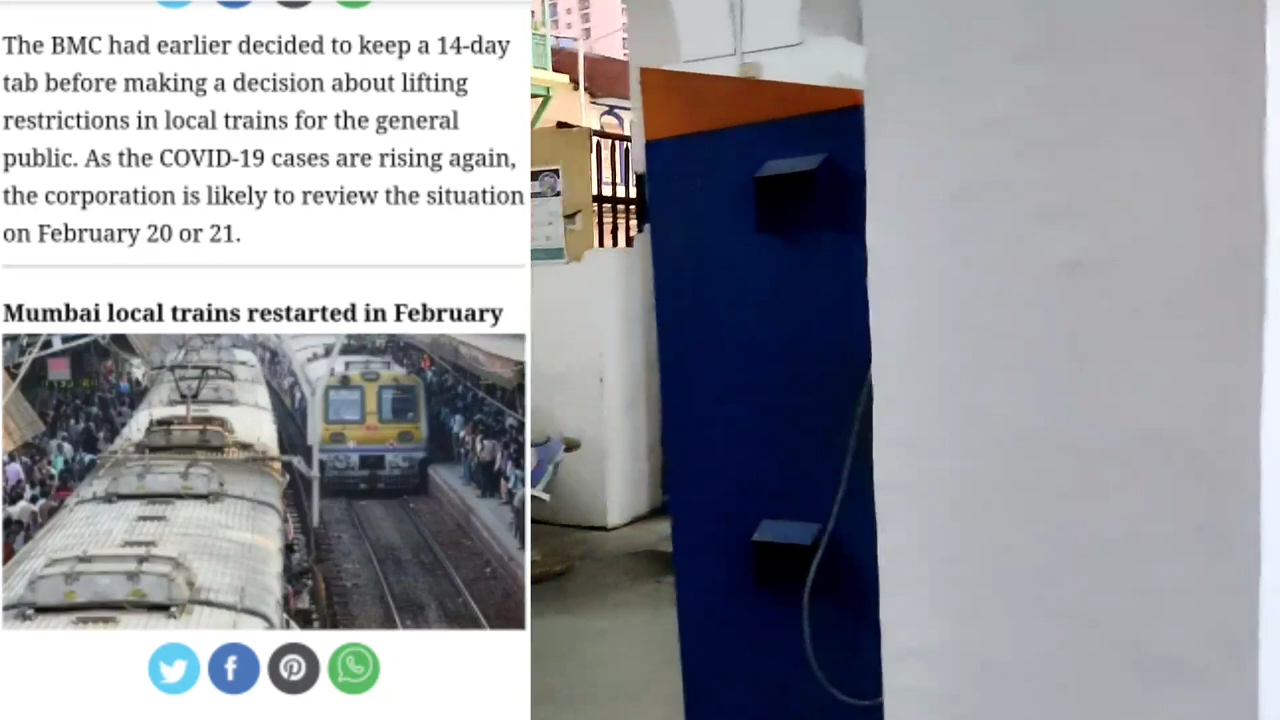 The BMC had earlier decided to keep a 14-day
tab before making a decision about lifting
restrictions in local trains for the general
public. As the COVID-19 cases are rising again,
the corporation is likely to review the situation
on February 20 or 21.
Mumbai local trains restarted in February